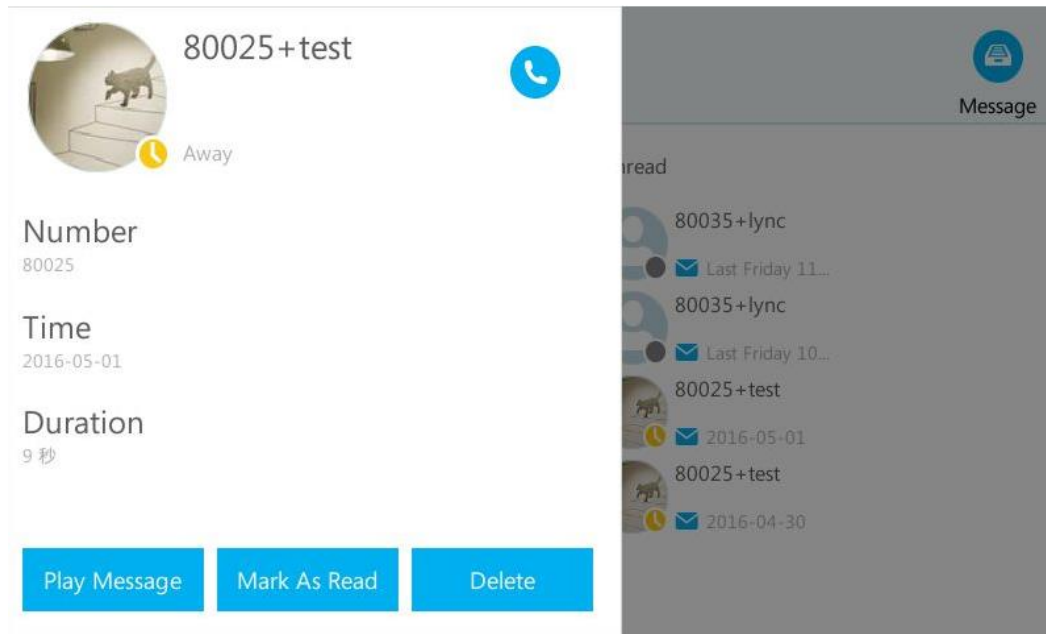 80025+test
Away
Number
80025
Time
2016-05-01
Duration
9 秒
Play Message
Mark As Read
Delete
Message
80035+lync
Last Friday 11...
80035+lync
Last Friday 10...
80025+test
2016-05-01
80025+test
2016-04-30